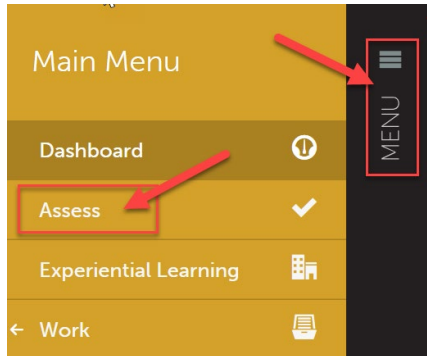 Main Menu
MENU
Dashboard
Assess
Experiential Learning
Work